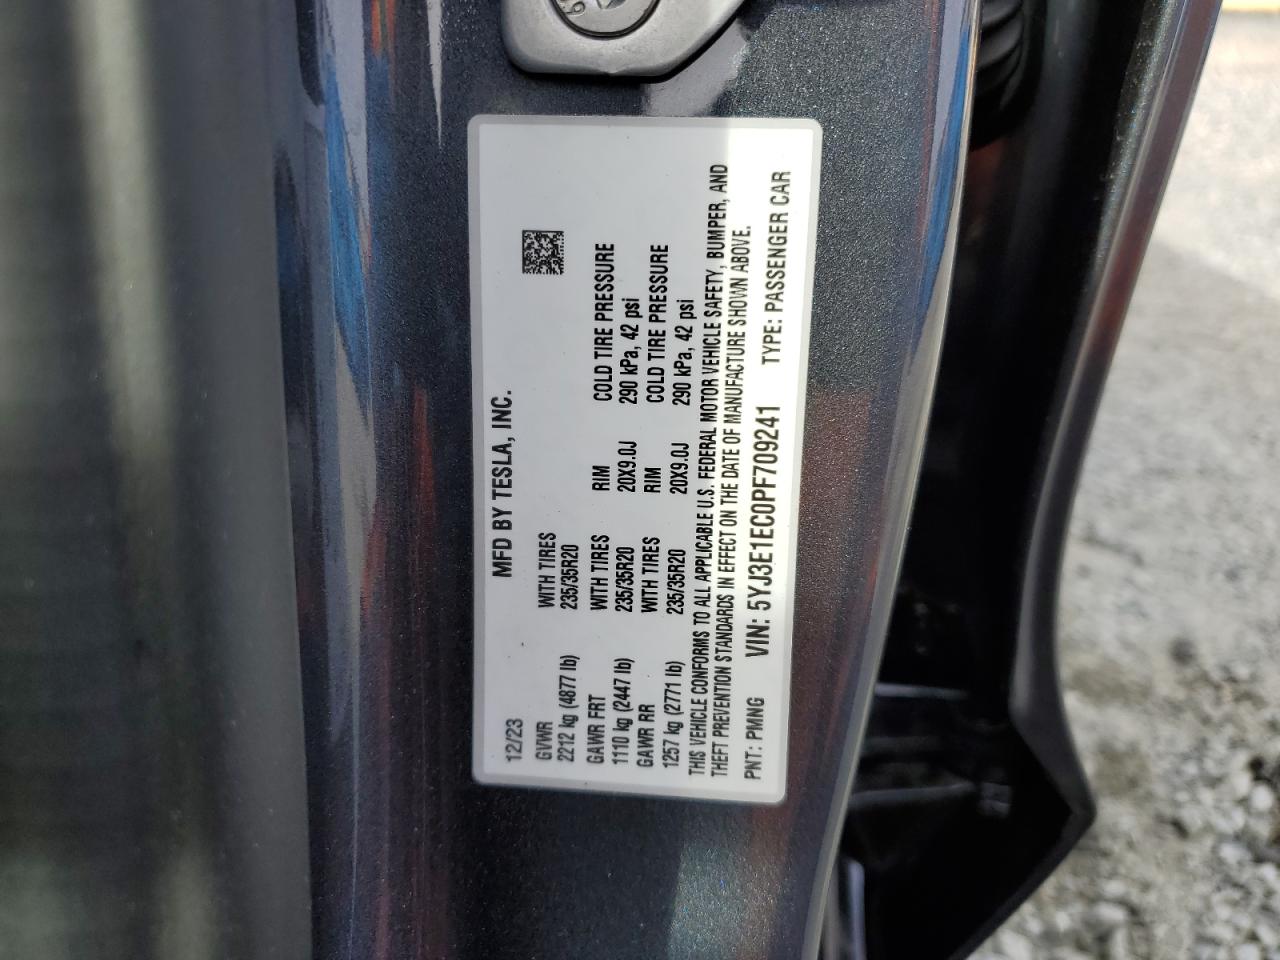 MFD BY TESLA, INC.
12/23
GVWR WITH TIRES
2212 kg (4877 lb) 235/35R20
GAWR FRT WITH TIRES RIM COLD TIRE PRESSURE
1110 kg (2447 lb) 235/35R20 20X9.0J 290 kPa, 42 psi
GAWR RR WITH TIRES RIM COLD TIRE PRESSURE
1257 kg (2771 lb) 235/35R20 20X9.0J 290 kPa, 42 psi
THIS VEHICLE CONFORMS TO ALL APPLICABLE U.S. FEDERAL MOTOR VEHICLE SAFETY, BUMPER, AND
THEFT PREVENTION STANDARDS IN EFFECT ON THE DATE OF MANUFACTURE SHOWN ABOVE.
PNT: PMNG VIN: 5YJ3E1EC0PF709241 TYPE: PASSENGER CAR